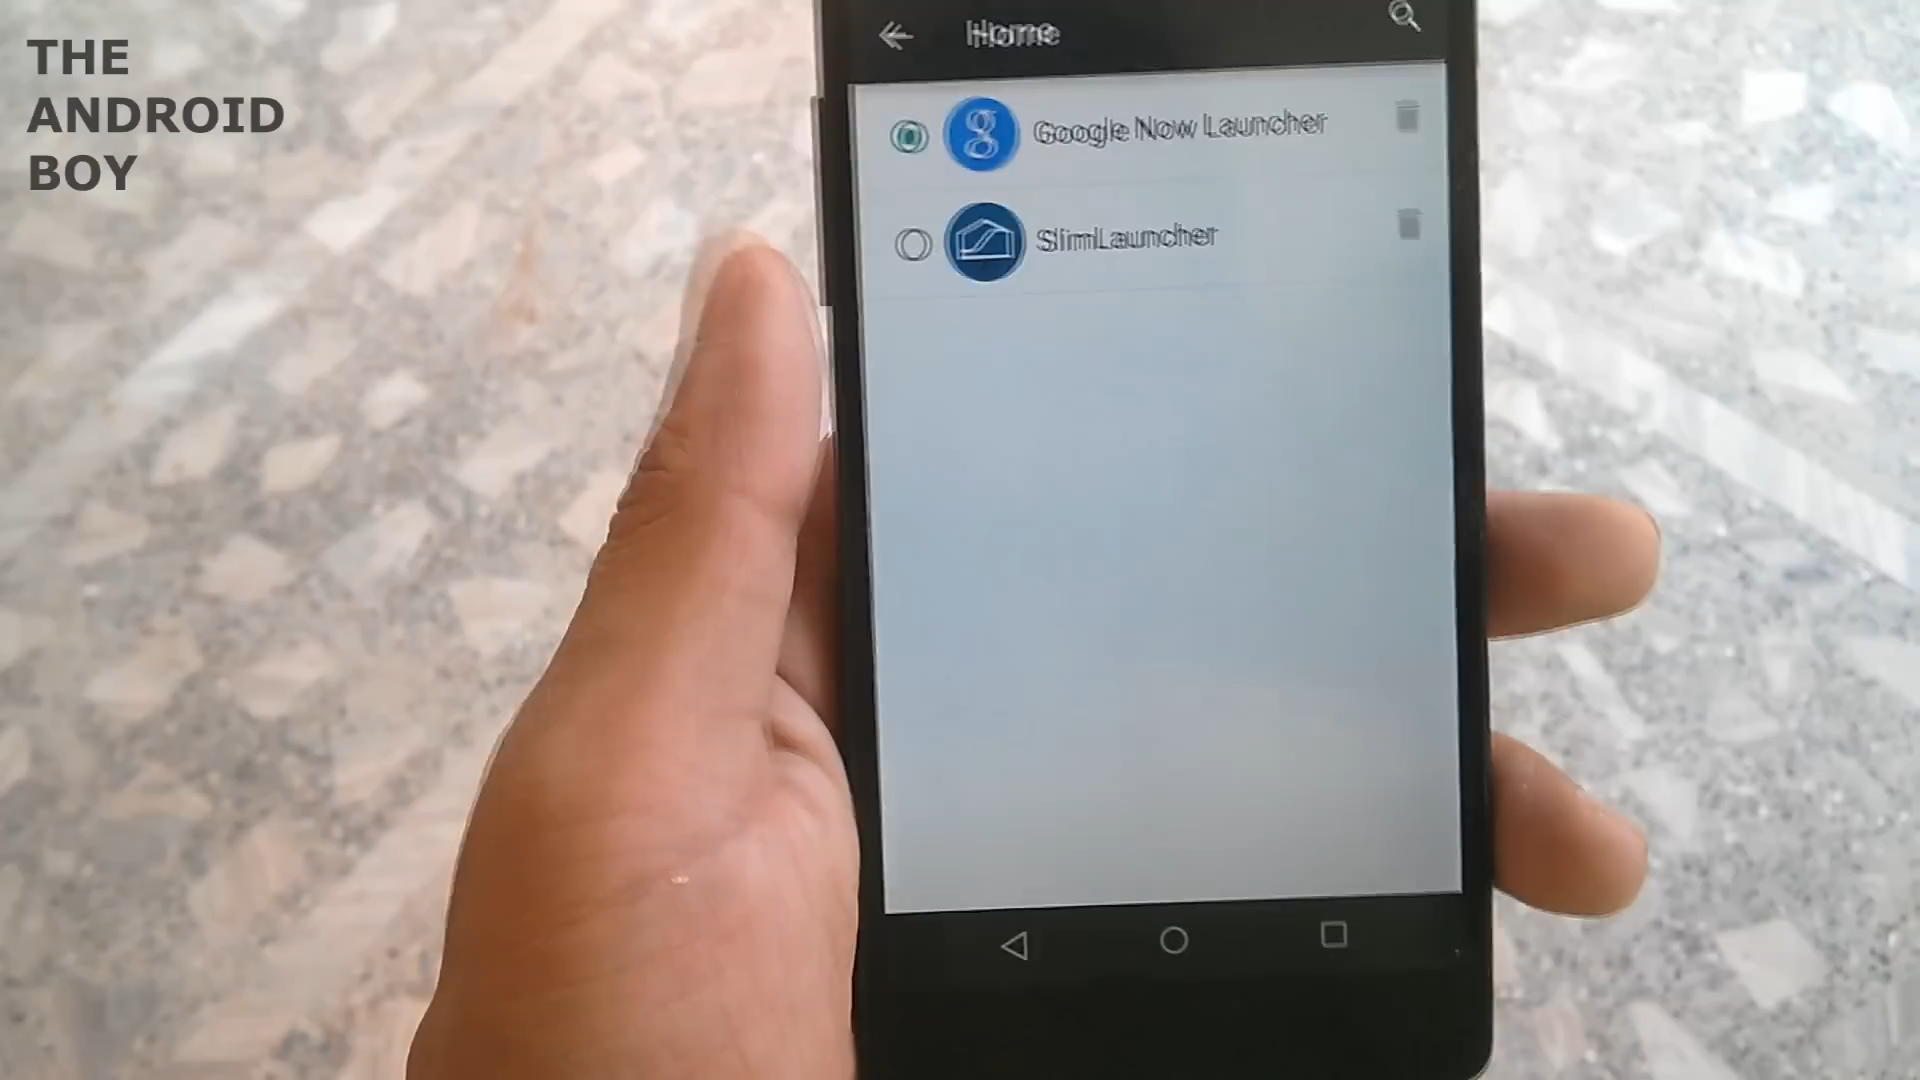 THE
ANDROID
BOY
Home
Google Now Launcher
SlimLauncher